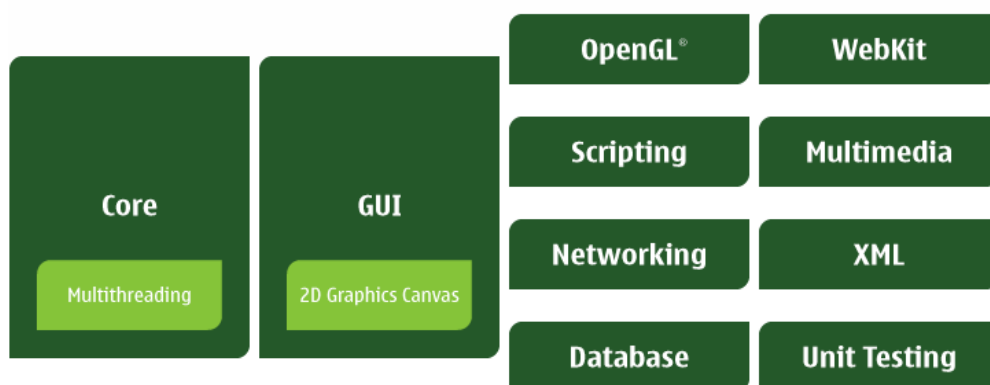 Core
Multithreading
GUI
2D Graphics Canvas
OpenGL®
WebKit
Scripting
Multimedia
Networking
XML
Database
Unit Testing